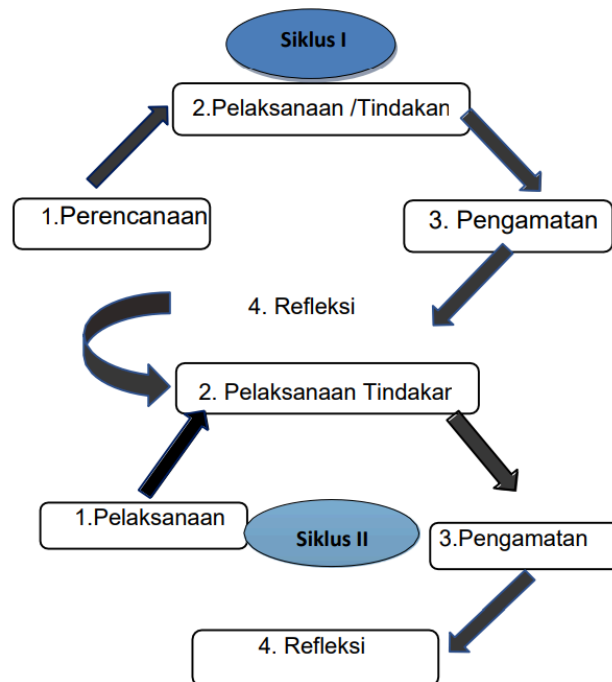 Siklus I
2.Pelaksanaan /Tindakan
1.Perencanaan
3. Pengamatan
4. Refleksi
2. Pelaksanaan Tindakar
1.Pelaksanaan
Siklus II
3.Pengamatan
4. Refleksi